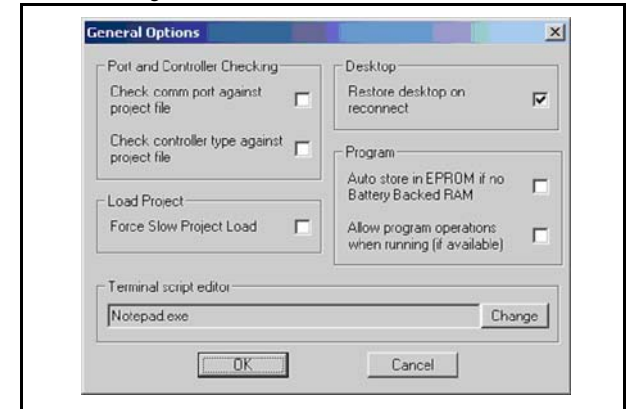 General Options
Port and Controller Checking
Check comm port against
project file
Check controller type against
project file
Load Project
Force Slow Project Load
Desktop
Restore desktop on
reconnect
Program
Auto store in EPROM if no
Battery Backed RAM
Allow program operations
when running (if available)
Terminal script editor
Notepad.exe
Change
OK
Cancel